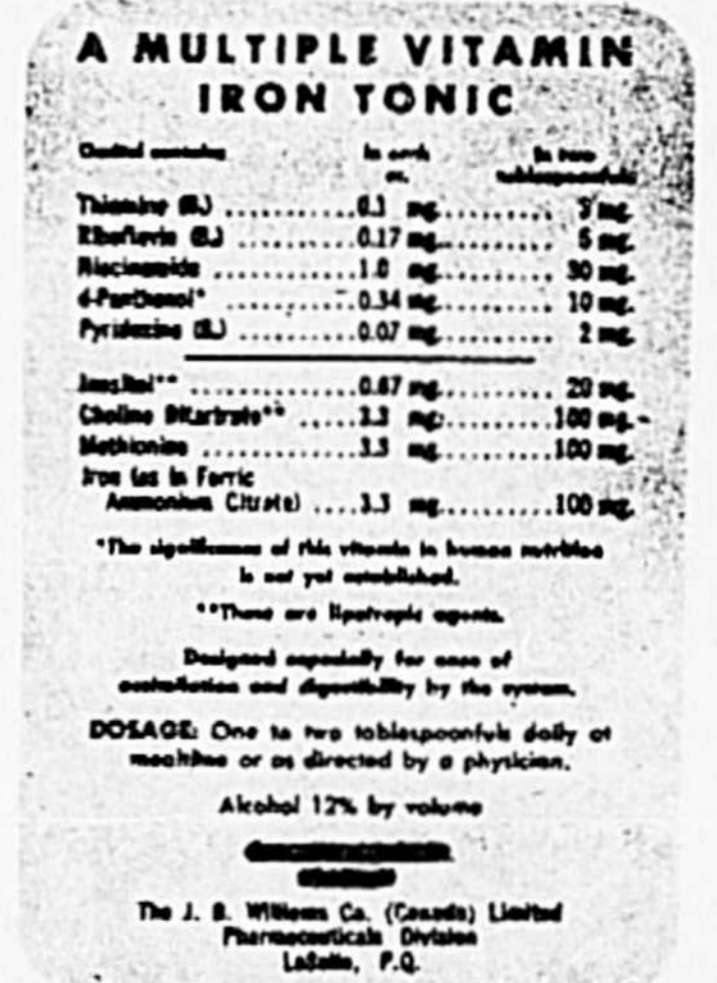 A MULTIPLE VITAMIN
IRON TONIC
In each In two
tablespoonfuls
Thiamine (B₁) ............ 0.1 mg. .......... 3 mg.
Riboflavin (B₂) ............ 0.17 mg. .......... 5 mg.
Niacinamide ............ 1.0 mg. .......... 30 mg.
d-Panthenol* ............ 0.34 mg. .......... 10 mg.
Pyridoxine ............ 0.07 mg. .......... 2 mg.
Inositol** ............ 0.67 mg. .......... 20 mg.
Choline Bitartrate** ..... 3.3 mg. .......... 100 mg.
Methionine ............ 3.3 mg. .......... 100 mg.
Iron (as in Ferric
Ammonium Citrate) .... 3.3 mg. .......... 100 mg.
*The significance of this vitamin in human nutrition
is not yet established.
**These are lipotropic agents.
Designed especially for ease of
assimilation and digestibility by the system.
DOSAGE: One to two tablespoonfuls daily at
mealtime or as directed by a physician.
Alcohol 12% by volume
The J. B. Williams Co. (Canada) Limited
Pharmaceuticals Division
LaSalle, P.Q.